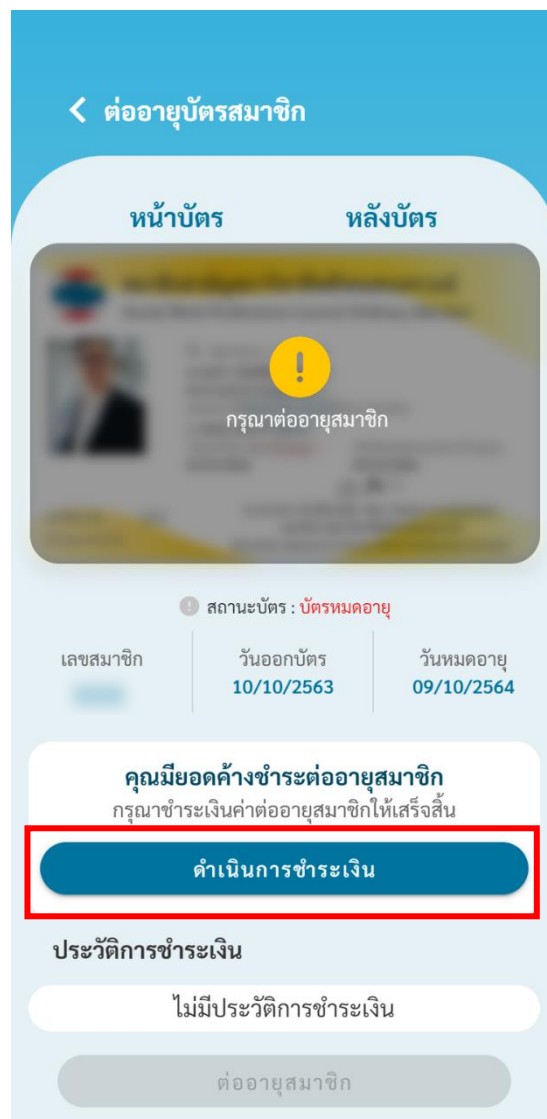 ต่ออายุบัตรสมาชิก
หน้าบัตร หลังบัตร
กรุณาต่ออายุสมาชิก
สถานะบัตร : บัตรหมดอายุ
เลขสมาชิก วันออกบัตร วันหมดอายุ
10/10/2563 09/10/2564
คุณมียอดค้างชำระต่ออายุสมาชิก
กรุณาชำระเงินค่าต่ออายุสมาชิกให้เสร็จสิ้น
ดำเนินการชำระเงิน
ประวัติการชำระเงิน
ไม่มีประวัติการชำระเงิน
ต่ออายุสมาชิก